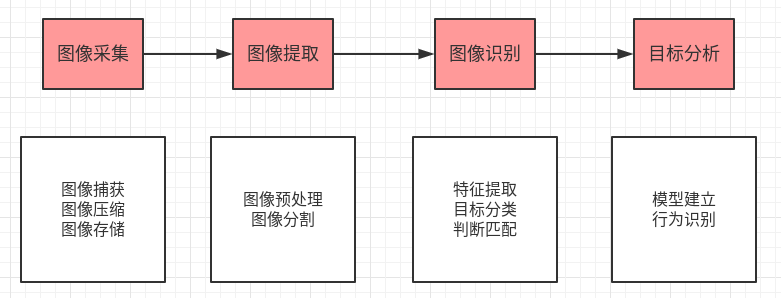 图像采集
图像提取
图像识别
目标分析
图像捕获
图像压缩
图像存储
图像预处理
图像分割
特征提取
目标分类
判断匹配
模型建立
行为识别